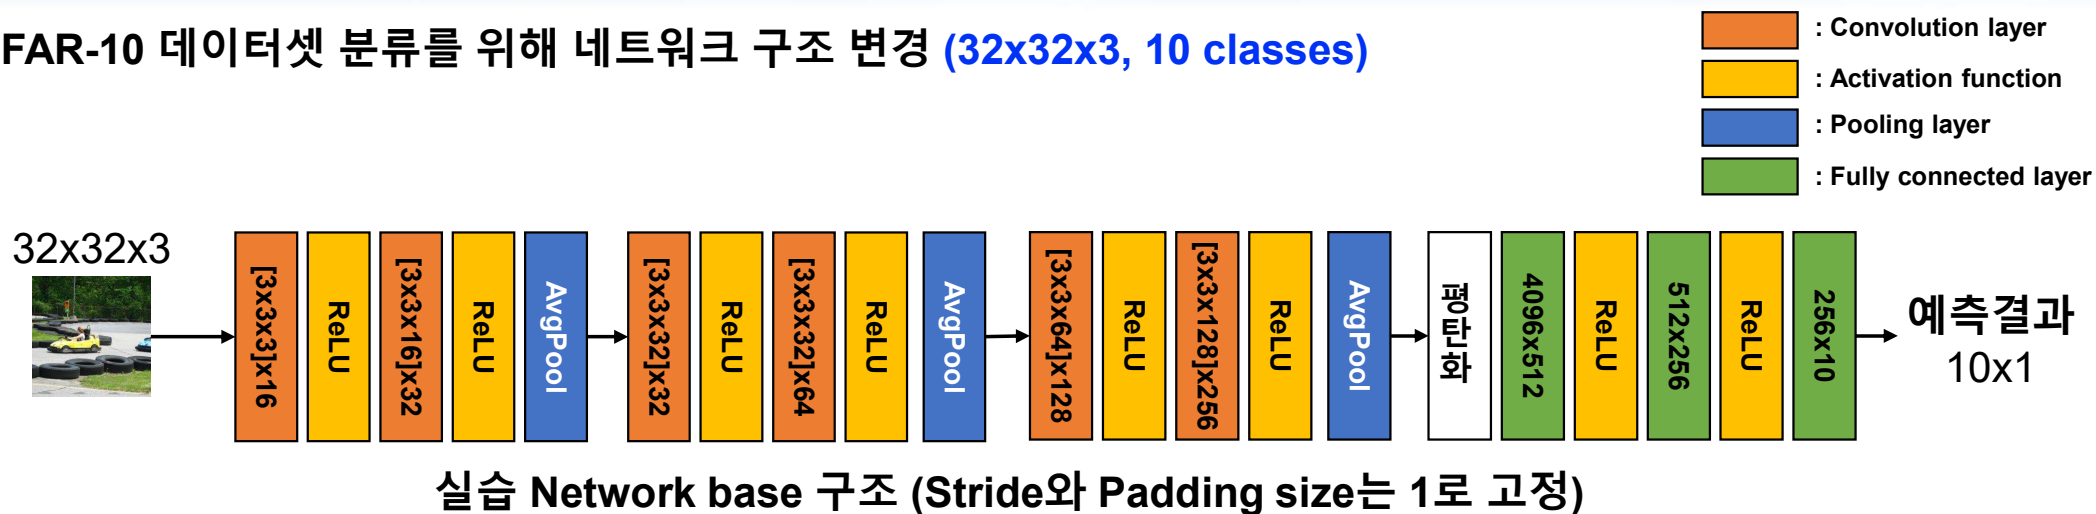 FAR-10 데이터셋 분류를 위해 네트워크 구조 변경 (32x32x3, 10 classes)
: Convolution layer
: Activation function
: Pooling layer
: Fully connected layer
32x32x3
[3x3x3]x16
ReLU
[3x3x16]x32
ReLU
AvgPool
[3x3x32]x32
ReLU
[3x3x32]x64
ReLU
AvgPool
[3x3x64]x128
ReLU
[3x3x128]x256
ReLU
AvgPool
평탄화
4096x512
ReLU
512x256
ReLU
256x10
예측결과
10x1
실습 Network base 구조 (Stride와 Padding size는 1로 고정)